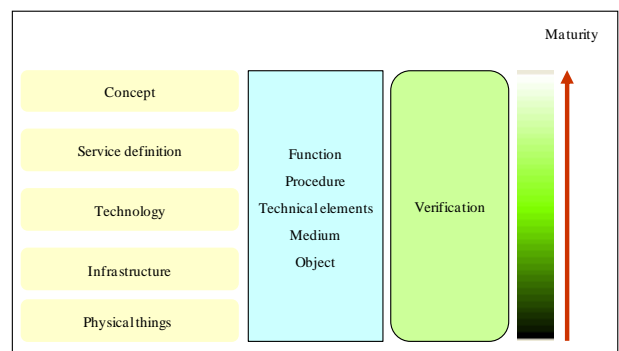 Maturity
Concept
Service definition
Technology
Infrastructure
Physical things
Function
Procedure
Technical elements
Medium
Object
Verification